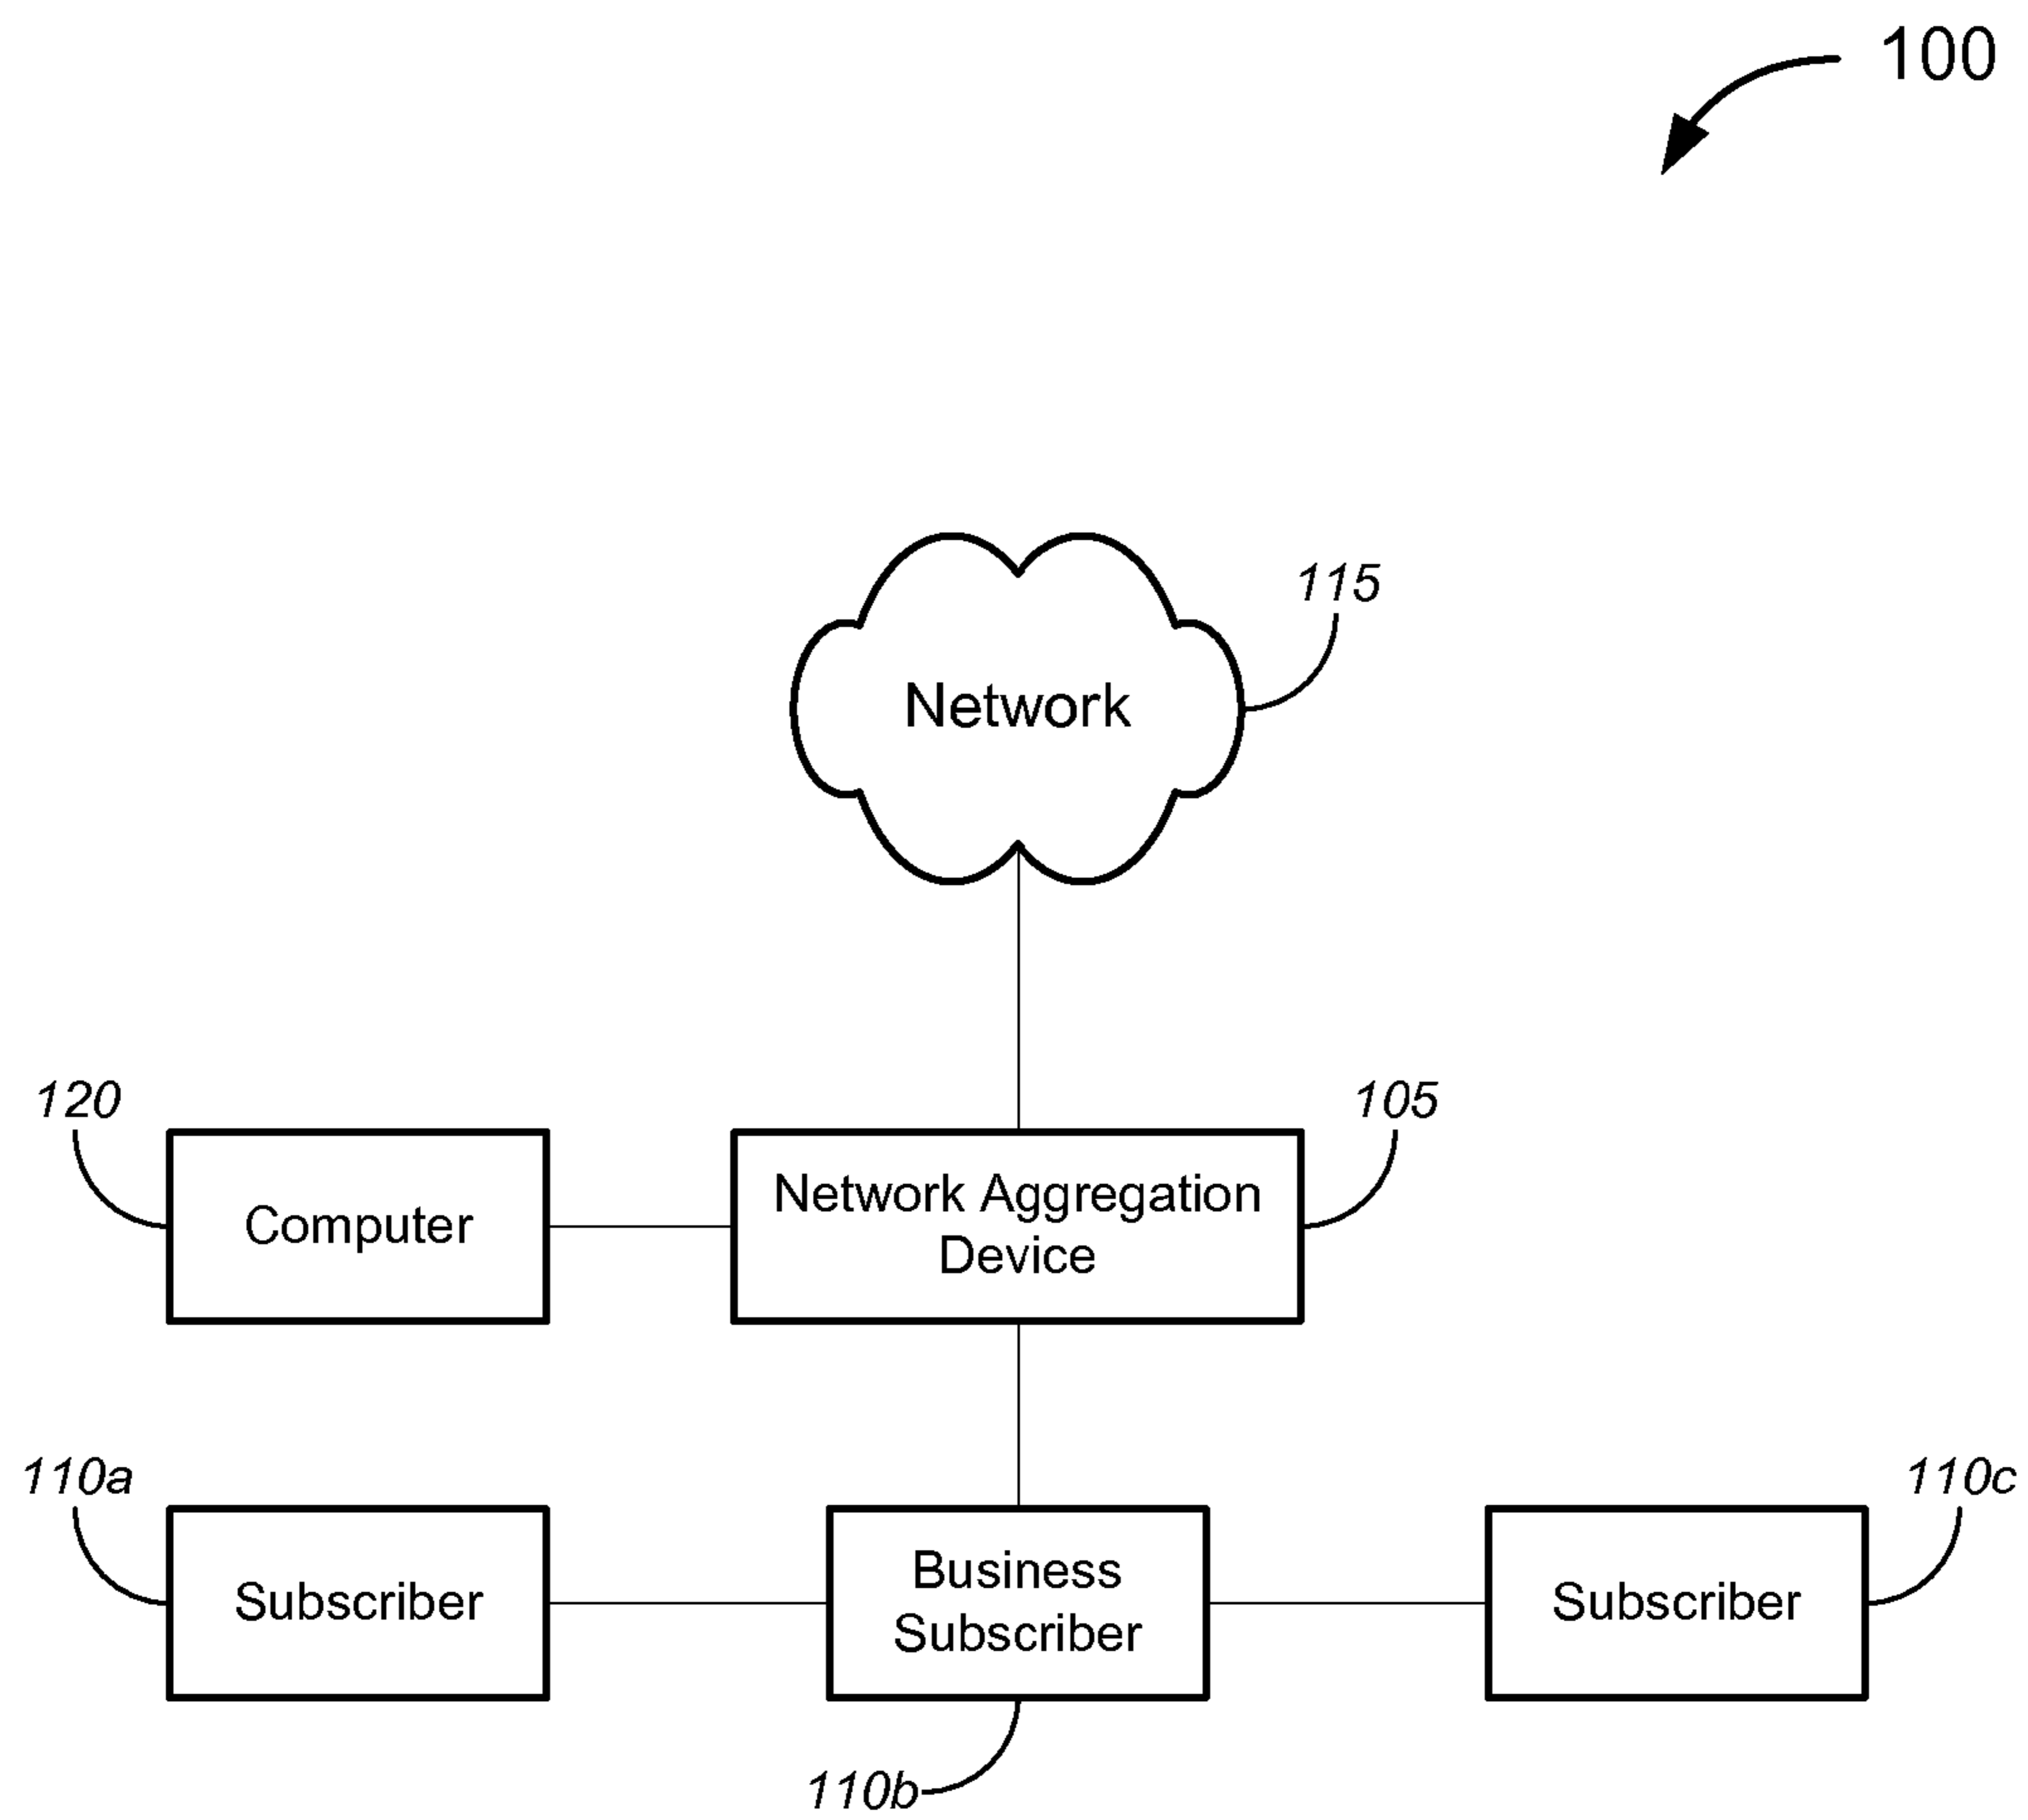 100
115
Network
120
105
Computer
Network Aggregation
Device
110a
110c
Subscriber
Business
Subscriber
Subscriber
110b